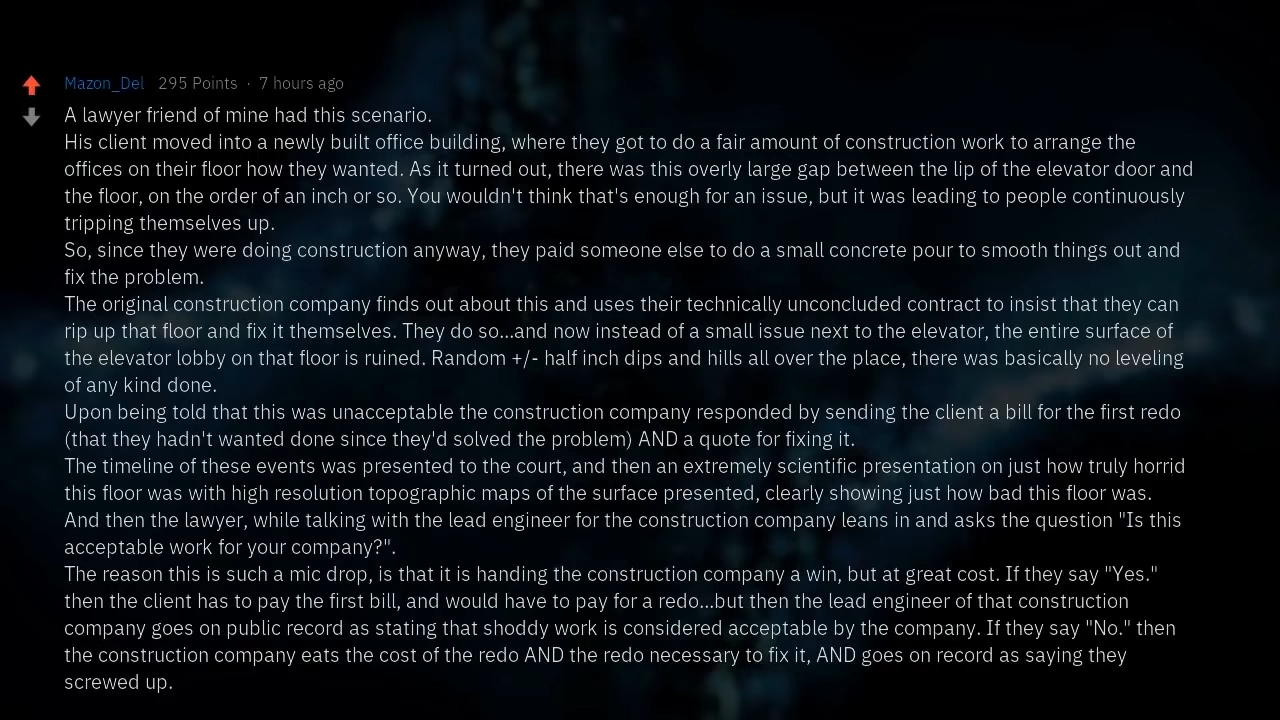 Mazon_Del 295 Points · 7 hours ago
A lawyer friend of mine had this scenario.
His client moved into a newly built office building, where they got to do a fair amount of construction work to arrange the
offices on their floor how they wanted. As it turned out, there was this overly large gap between the lip of the elevator door and
the floor, on the order of an inch or so. You wouldn't think that's enough for an issue, but it was leading to people continuously
tripping themselves up.
So, since they were doing construction anyway, they paid someone else to do a small concrete pour to smooth things out and
fix the problem.
The original construction company finds out about this and uses their technically unconcluded contract to insist that they can
rip up that floor and fix it themselves. They do so...and now instead of a small issue next to the elevator, the entire surface of
the elevator lobby on that floor is ruined. Random +/- half inch dips and hills all over the place, there was basically no leveling
of any kind done.
Upon being told that this was unacceptable the construction company responded by sending the client a bill for the first redo
(that they hadn't wanted done since they'd solved the problem) AND a quote for fixing it.
The timeline of these events was presented to the court, and then an extremely scientific presentation on just how truly horrid
this floor was with high resolution topographic maps of the surface presented, clearly showing just how bad this floor was.
And then the lawyer, while talking with the lead engineer for the construction company leans in and asks the question "Is this
acceptable work for your company?".
The reason this is such a mic drop, is that it is handing the construction company a win, but at great cost. If they say "Yes."
then the client has to pay the first bill, and would have to pay for a redo...but then the lead engineer of that construction
company goes on public record as stating that shoddy work is considered acceptable by the company. If they say "No." then
the construction company eats the cost of the redo AND the redo necessary to fix it, AND goes on record as saying they
screwed up.